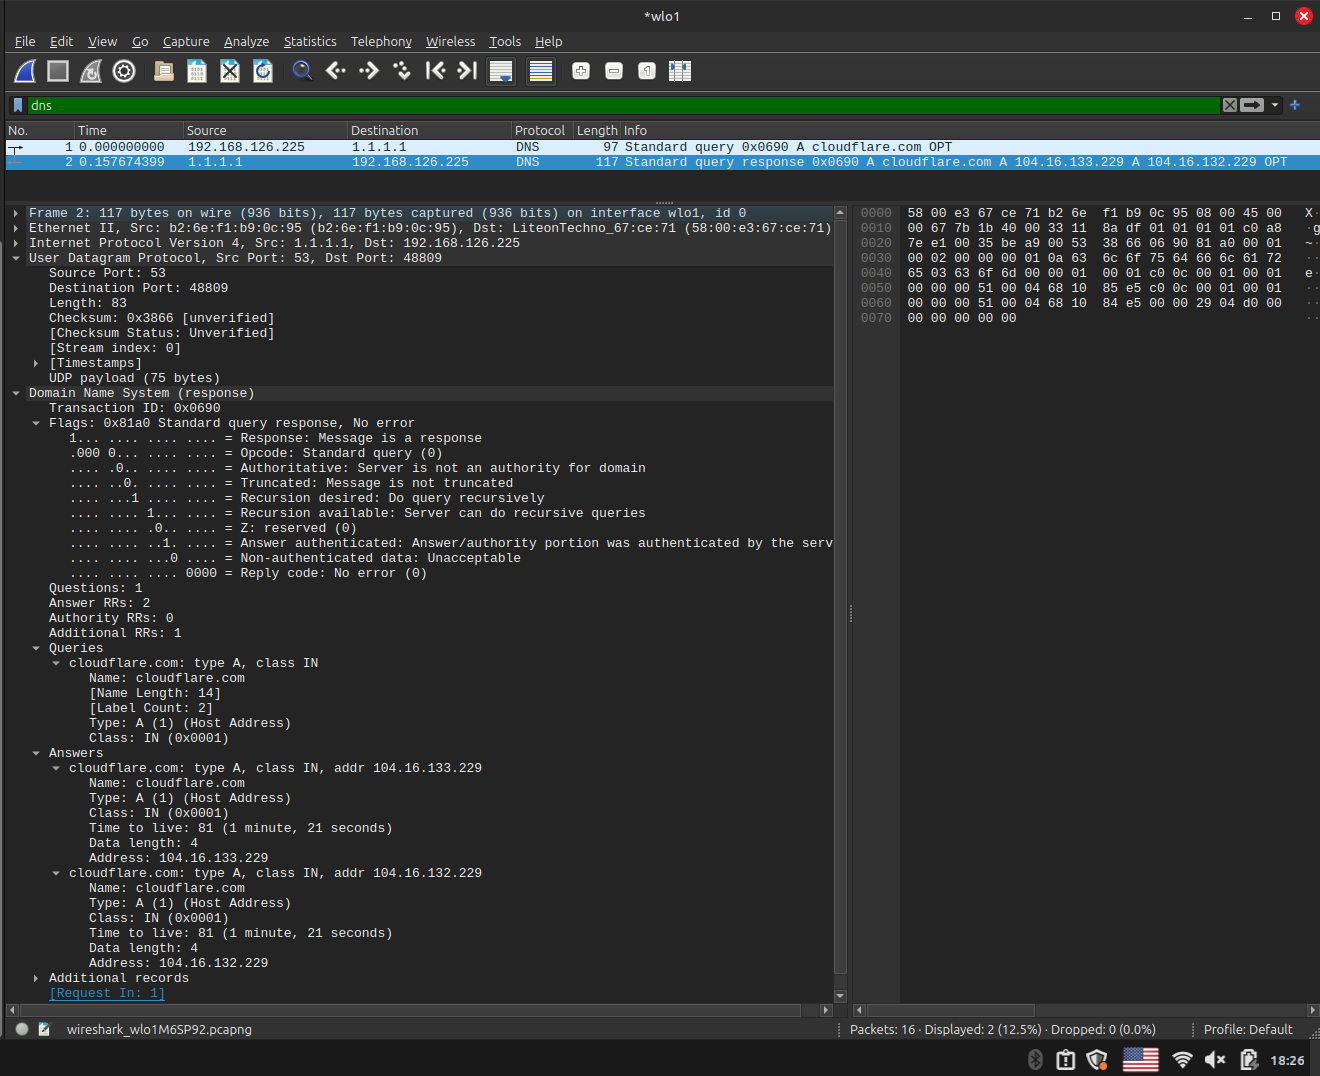 *wlo1
File Edit View Go Capture Analyze Statistics Telephony Wireless Tools Help
dns
No. Time Source Destination Protocol Length Info
1 0.000000000 192.168.126.225 1.1.1.1 DNS 97 Standard query 0x0690 A cloudflare.com OPT
2 0.157674399 1.1.1.1 192.168.126.225 DNS 117 Standard query response 0x0690 A cloudflare.com A 104.16.133.229 A 104.16.132.229 OPT
Frame 2: 117 bytes on wire (936 bits), 117 bytes captured (936 bits) on interface wlo1, id 0
Ethernet II, Src: b2:6e:f1:b9:0c:95 (b2:6e:f1:b9:0c:95), Dst: LiteonTechno_67:ce:71 (58:00:e3:67:ce:71)
Internet Protocol Version 4, Src: 1.1.1.1, Dst: 192.168.126.225
User Datagram Protocol, Src Port: 53, Dst Port: 48809
Source Port: 53
Destination Port: 48809
Length: 83
Checksum: 0x3866 [unverified]
[Checksum Status: Unverified]
[Stream index: 0]
[Timestamps]
UDP payload (75 bytes)
Domain Name System (response)
Transaction ID: 0x0690
Flags: 0x81a0 Standard query response, No error
1... .... .... .... = Response: Message is a response
.000 0... .... .... = Opcode: Standard query (0)
.... .0.. .... .... = Authoritative: Server is not an authority for domain
.... ..0. .... .... = Truncated: Message is not truncated
.... ...1 .... .... = Recursion desired: Do query recursively
.... .... 1... .... = Recursion available: Server can do recursive queries
.... .... .0.. .... = Z: reserved (0)
.... .... ..1. .... = Answer authenticated: Answer/authority portion was authenticated by the serv
.... .... ...0 .... = Non-authenticated data: Unacceptable
.... .... .... 0000 = Reply code: No error (0)
Questions: 1
Answer RRs: 2
Authority RRs: 0
Additional RRs: 1
Queries
cloudflare.com: type A, class IN
Name: cloudflare.com
[Name Length: 14]
[Label Count: 2]
Type: A (1) (Host Address)
Class: IN (0x0001)
Answers
cloudflare.com: type A, class IN, addr 104.16.133.229
Name: cloudflare.com
Type: A (1) (Host Address)
Class: IN (0x0001)
Time to live: 81 (1 minute, 21 seconds)
Data length: 4
Address: 104.16.133.229
cloudflare.com: type A, class IN, addr 104.16.132.229
Name: cloudflare.com
Type: A (1) (Host Address)
Class: IN (0x0001)
Time to live: 81 (1 minute, 21 seconds)
Data length: 4
Address: 104.16.132.229
Additional records
[Request In: 1]
0000 58 00 e3 67 ce 71 b2 6e f1 b9 0c 95 08 00 45 00 X
0010 00 67 7b 1b 40 00 33 11 8a df 01 01 01 01 c0 a8 ·g
0020 7e e1 00 35 be a9 00 53 38 66 06 90 81 a0 00 01 ~·
0030 00 02 00 00 00 01 0a 63 6c 6f 75 64 66 6c 61 72 ··
0040 65 03 63 6f 6d 00 00 01 00 01 c0 0c 00 01 00 01 e·
0050 00 00 00 51 00 04 68 10 85 e5 c0 0c 00 01 00 01 ··
0060 00 00 00 51 00 04 68 10 84 e5 00 00 29 04 d0 00 ··
0070 00 00 00 00 00 ··
wireshark_wlo1M6SP92.pcapng
Packets: 16 · Displayed: 2 (12.5%) · Dropped: 0 (0.0%)
Profile: Default
18:26